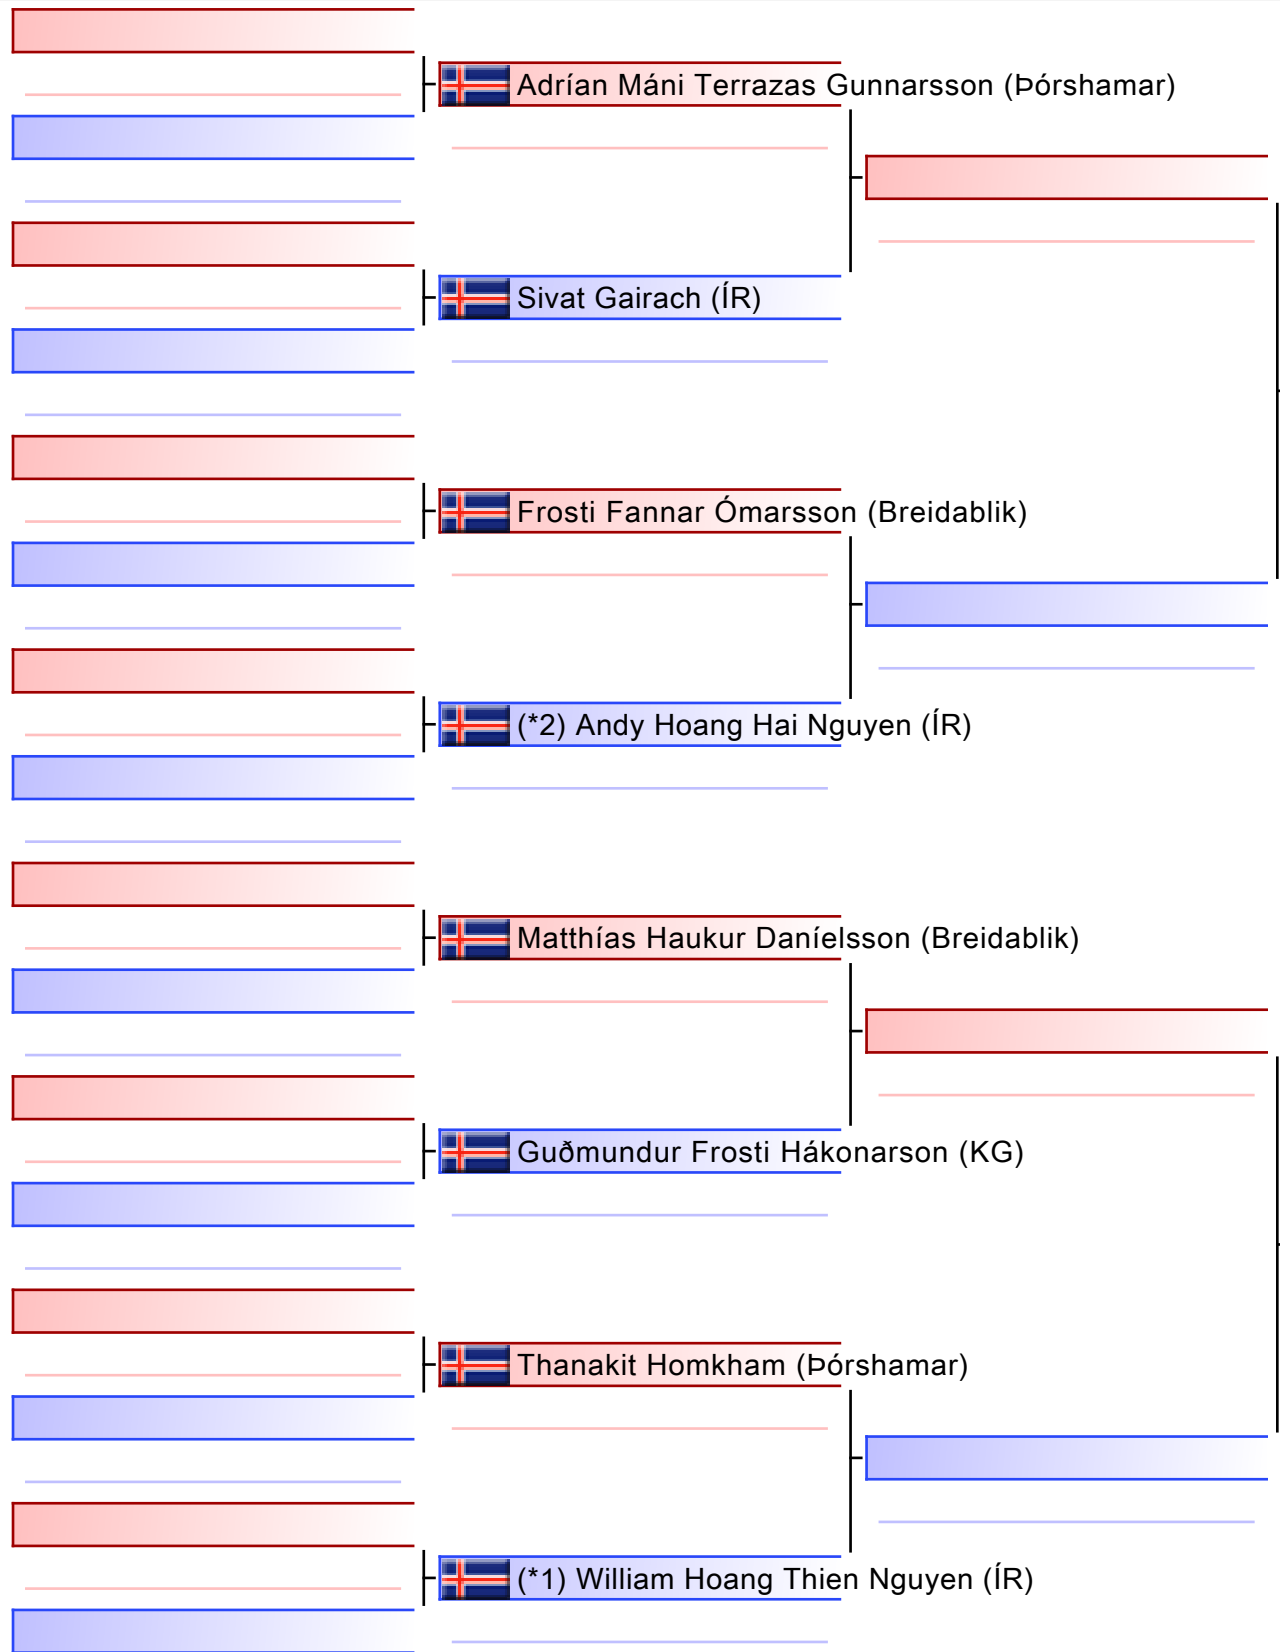 Adrían Máni Terrazas Gunnarsson (Þórshamar)
Sivat Gairach (ÍR)
Frosti Fannar Ómarsson (Breidablik)
(*2) Andy Hoang Hai Nguyen (ÍR)
Matthías Haukur Daníelsson (Breidablik)
Guðmundur Frosti Hákonarson (KG)
Thanakit Homkham (Þórshamar)
(*1) William Hoang Thien Nguyen (ÍR)